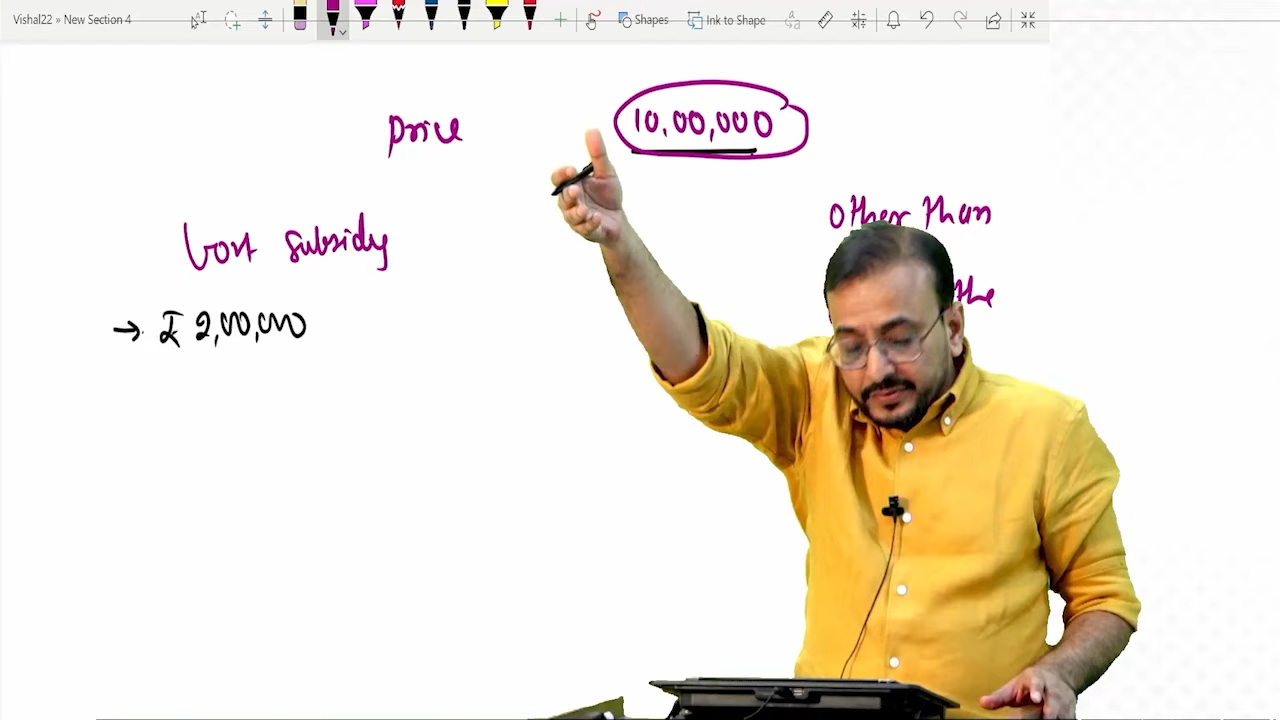 Vishal22 » New Section 4
Shapes
Ink to Shape
Price 10,00,000
Govt subsidy
other than
the
→ ₹ 2,00,000